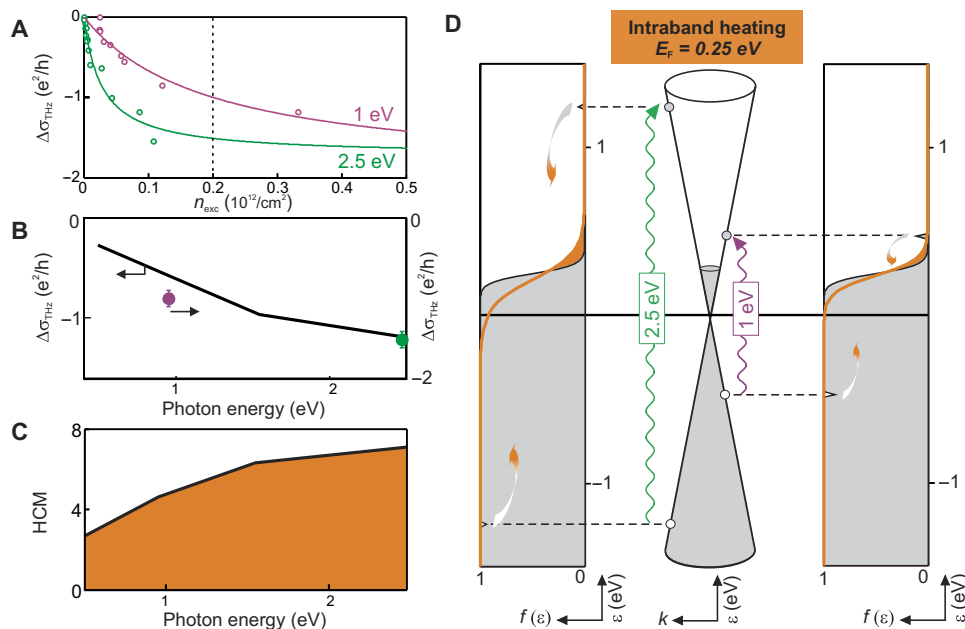 A
0
−1
−2
Δσ_THz (e²/h)
1 eV
2.5 eV
0
0.1
0.2
0.3
0.4
0.5
n_exc (10¹²/cm²)
B
−0
−0.5
−1
Δσ_THz (e²/h)
0
−2
Δσ_THz (e²/h)
1
2
Photon energy (eV)
C
8
4
0
HCM
1
2
Photon energy (eV)
D
Intraband heating
E_F = 0.25 eV
1
−1
2.5 eV
1 eV
1
−1
1
0
f (ε)
ε (eV)
k
ε (eV)
1
0
f (ε)
ε (eV)